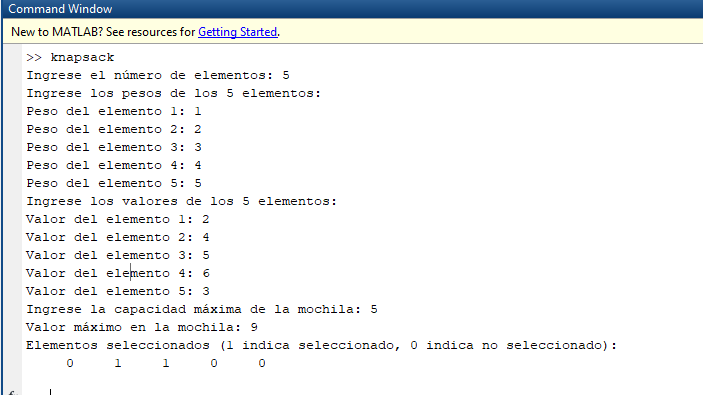 Command Window
New to MATLAB? See resources for Getting Started.
>> knapsack
Ingrese el número de elementos: 5
Ingrese los pesos de los 5 elementos:
Peso del elemento 1: 1
Peso del elemento 2: 2
Peso del elemento 3: 3
Peso del elemento 4: 4
Peso del elemento 5: 5
Ingrese los valores de los 5 elementos:
Valor del elemento 1: 2
Valor del elemento 2: 4
Valor del elemento 3: 5
Valor del elemento 4: 6
Valor del elemento 5: 3
Ingrese la capacidad máxima de la mochila: 5
Valor máximo en la mochila: 9
Elementos seleccionados (1 indica seleccionado, 0 indica no seleccionado):
0 1 1 0 0